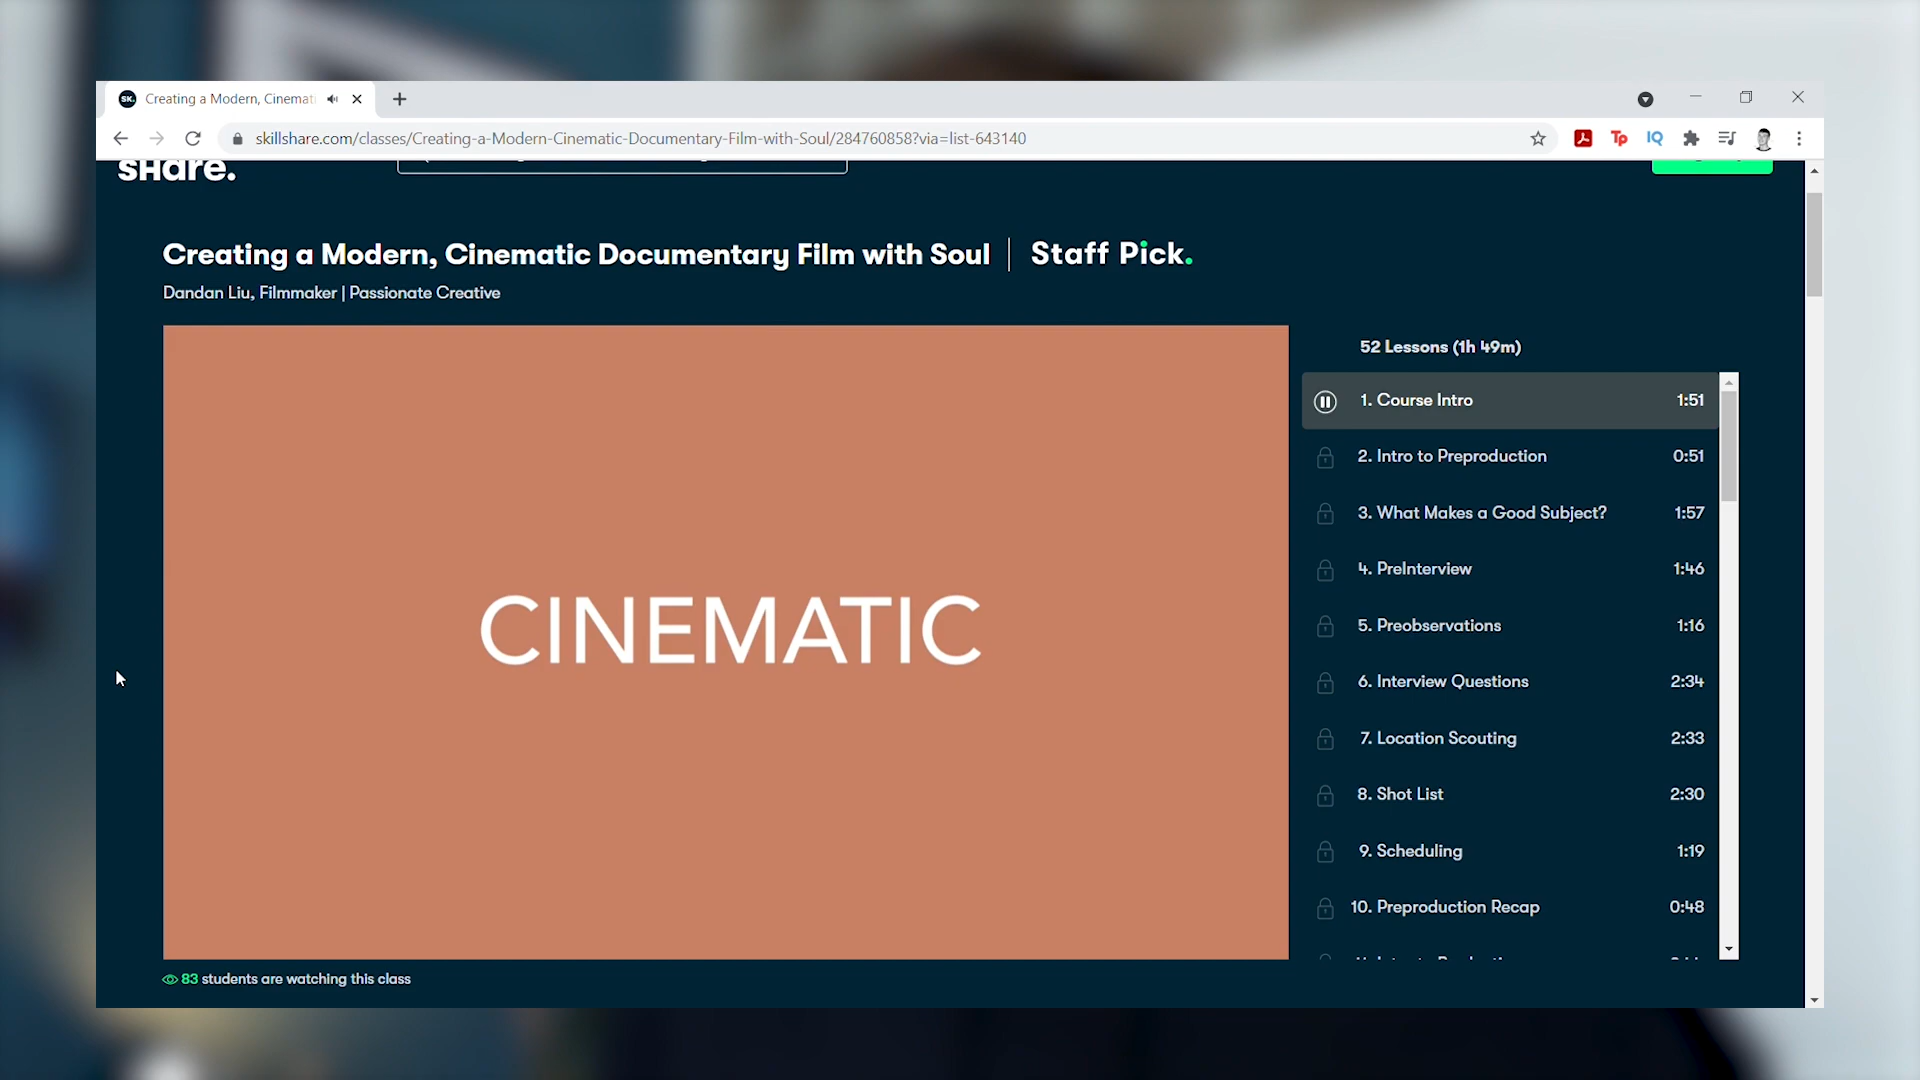 SK. Creating a Modern, Cinemat
skillshare.com/classes/Creating-a-Modern-Cinematic-Documentary-Film-with-Soul/284760858?via=list-643140
Tp
IQ
share.
Creating a Modern, Cinematic Documentary Film with Soul
Staff Pick.
Dandan Liu, Filmmaker | Passionate Creative
CINEMATIC
52 Lessons (1h 49m)
1. Course Intro 1:51
2. Intro to Preproduction 0:51
3. What Makes a Good Subject? 1:57
4. PreInterview 1:46
5. Preobservations 1:16
6. Interview Questions 2:34
7. Location Scouting 2:33
8. Shot List 2:30
9. Scheduling 1:19
10. Preproduction Recap 0:48
83 students are watching this class